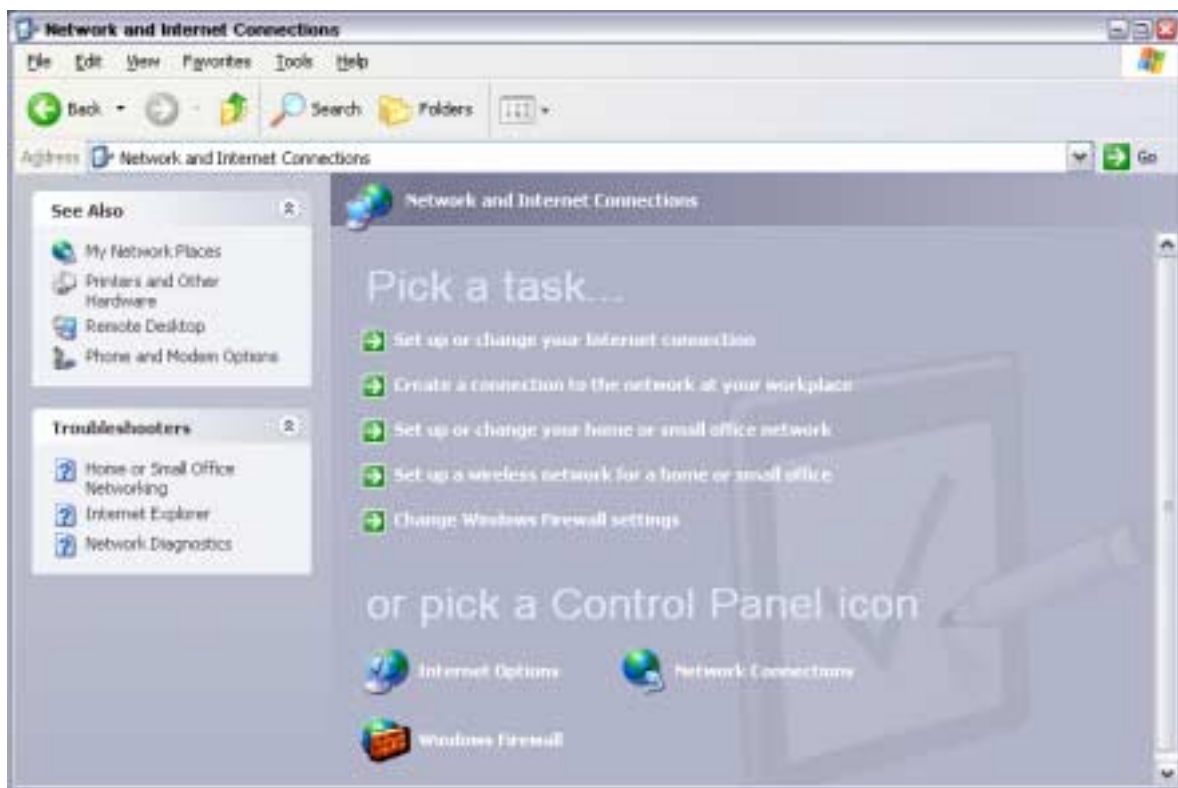 Network and Internet Connections
File Edit View Favorites Tools Help
Back Search Folders
Address Network and Internet Connections Go
See Also
My Network Places
Printers and Other
Hardware
Remote Desktop
Phone and Modem Options
Troubleshooters
Home or Small Office
Networking
Internet Explorer
Network Diagnostics
Network and Internet Connections
Pick a task...
Set up or change your Internet connection
Create a connection to the network at your workplace
Set up or change your home or small office network
Set up a wireless network for a home or small office
Change Windows Firewall settings
or pick a Control Panel icon
Internet Options Network Connections
Windows Firewall